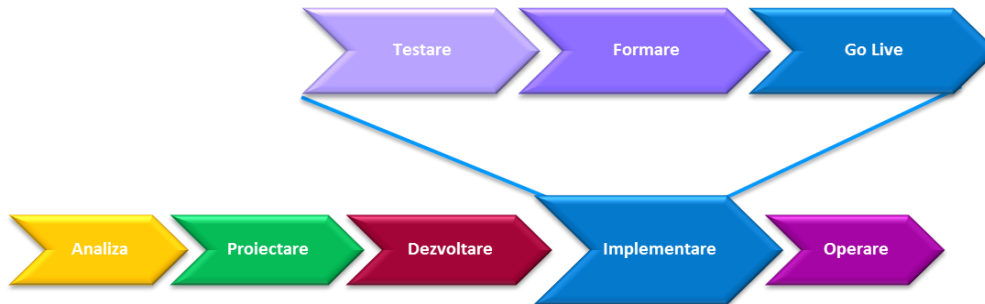 Testare
Formare
Go Live
Analiza
Proiectare
Dezvoltare
Implementare
Operare